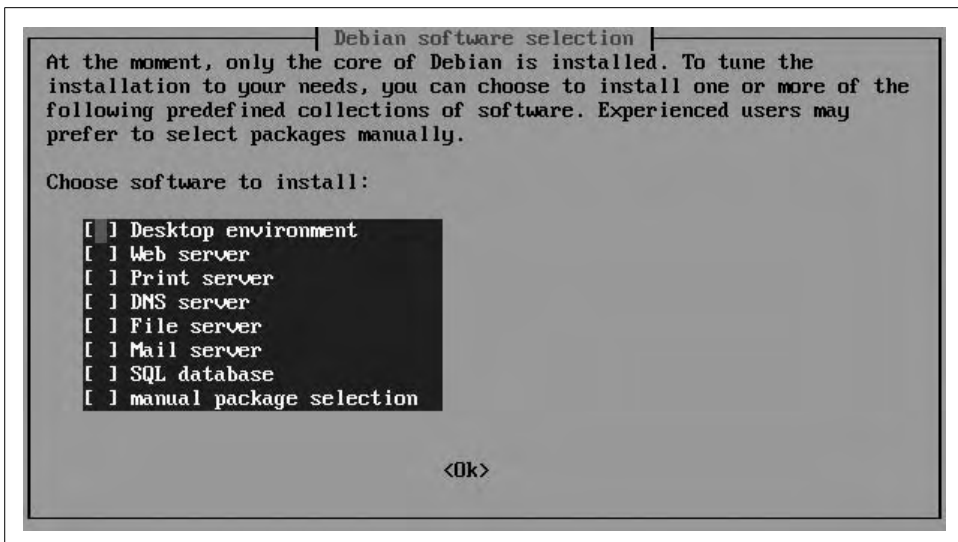 Debian software selection
At the moment, only the core of Debian is installed. To tune the
installation to your needs, you can choose to install one or more of the
following predefined collections of software. Experienced users may
prefer to select packages manually.
Choose software to install:
[ ] Desktop environment
[ ] Web server
[ ] Print server
[ ] DNS server
[ ] File server
[ ] Mail server
[ ] SQL database
[ ] manual package selection
<Ok>